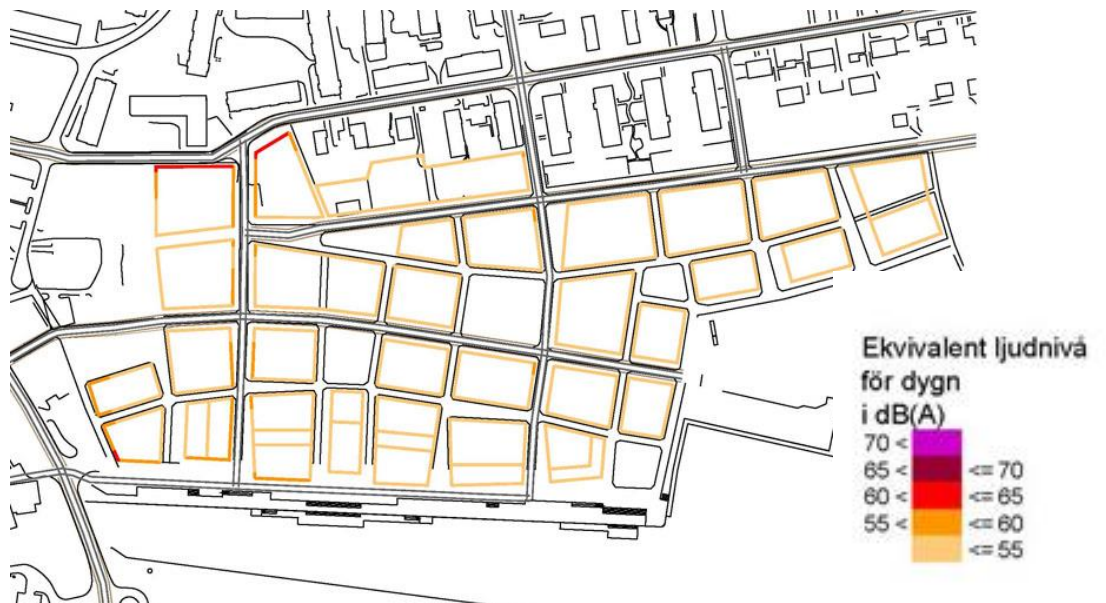 Ekvivalent ljudnivå
för dygn
i dB(A)
70 <
65 < <= 70
60 < <= 65
55 < <= 60
<= 55